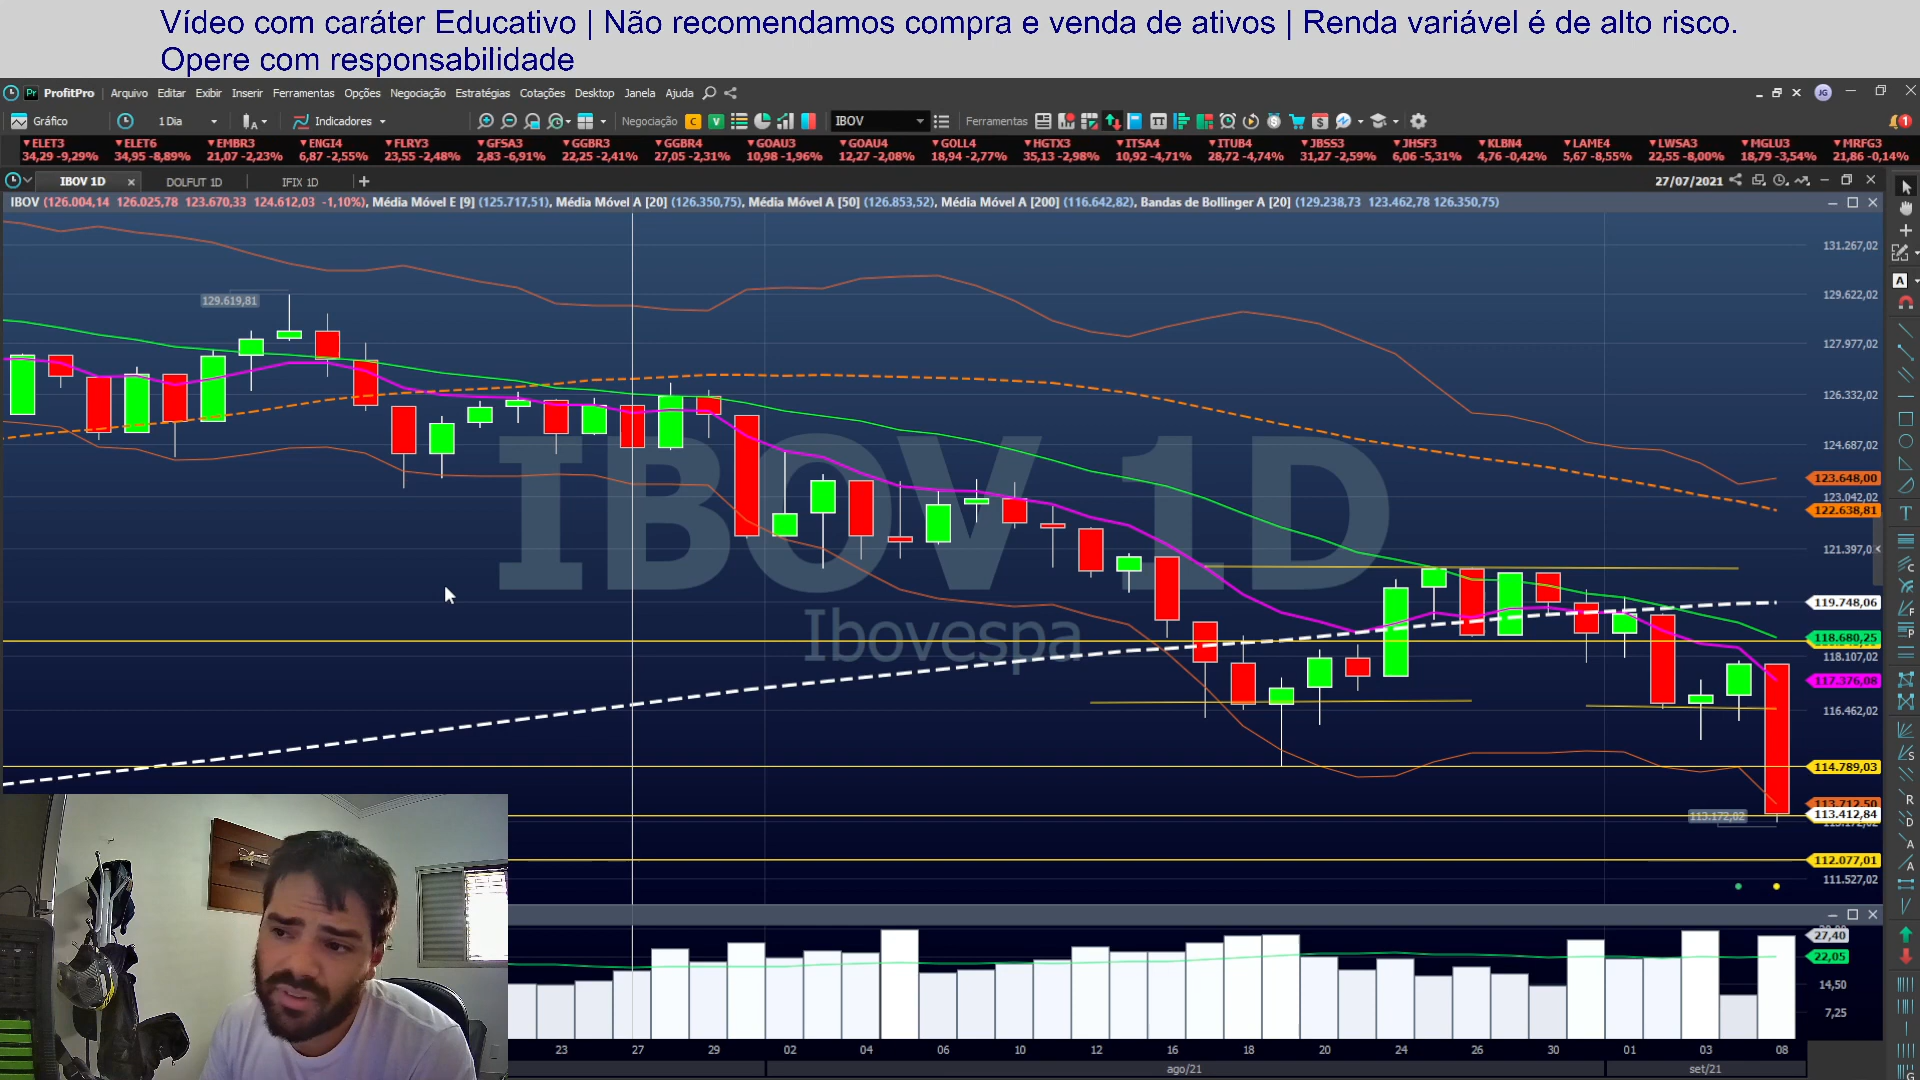 Vídeo com caráter Educativo | Não recomendamos compra e venda de ativos | Renda variável é de alto risco.
Opere com responsabilidade
ProfitPro Arquivo Editar Exibir Inserir Ferramentas Opções Negociação Estratégias Cotações Desktop Janela Ajuda JG
Gráfico 1 Dia Indicadores Negociação C V IBOV Ferramentas 1
ELET3 ELET6 EMBR3 ENGI4 FLRY3 GFSA3 GGBR3 GGBR4 GOAU3 GOAU4 GOLL4 HGTX3 ITSA4 ITUB4 JBSS3 JHSF3 KLBN4 LAME4 LWSA3 MGLU3 MRFG3
34,29 -9,29% 34,95 -8,89% 21,07 -2,23% 6,87 -2,55% 23,55 -2,48% 2,83 -6,91% 22,25 -2,41% 27,05 -2,31% 10,98 -1,96% 12,27 -2,08% 18,94 -2,77% 35,13 -2,98% 10,92 -4,71% 28,72 -4,74% 31,27 -2,59% 6,06 -5,31% 4,76 -0,42% 5,67 -8,55% 22,55 -8,00% 18,79 -3,54% 21,86 -0,14%
IBOV 1D DOLFUT 1D IFIX 1D 27/07/2021
IBOV (126.004,14 126.025,78 123.670,33 124.612,03 -1,10%), Média Móvel E [9] (125.717,51), Média Móvel A [20] (126.350,75), Média Móvel A [50] (126.853,52), Média Móvel A [200] (116.642,82), Bandas de Bollinger A [20] (129.238,73 123.462,78 126.350,75)
131.267,02
129.622,02
129.619,81
127.977,02
126.332,02
124.687,02
IBOV 1D
123.648,00
123.042,02
122.638,81
121.397,0
119.748,06
Ibovespa
118.680,25
118.107,02
117.376,08
116.462,02
114.789,03
113.712,50
113.412,84
113.172,02
112.077,01
111.527,02
27,40
22,05
14,50
7,25
23 27 29 02 04 06 10 12 16 18 20 24 26 30 01 03 08
ago/21 set/21